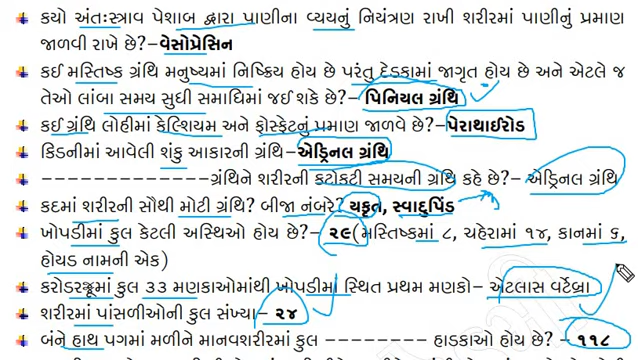 કયો અંતઃસ્ત્રાવ પેશાબ દ્વારા પાણીના વ્યયનું નિયંત્રણ રાખી શરીરમાં પાણીનું પ્રમાણ
જાળવી રાખે છે?–વેસોપ્રેસિન
કઈ મસ્તિષ્ક ગ્રંથિ મનુષ્યમાં નિષ્ક્રિય હોય છે પરંતુ દેડકામાં જાગૃત હોય છે અને એટલે જ
તેઓ લાંબા સમય સુધી સમાધિમાં જઈ શકે છે?–પિનિયલ ગ્રંથિ
કઈ ગ્રંથિ લોહીમાં કેલ્શિયમ અને ફોસ્ફેટનું પ્રમાણ જાળવે છે?–પેરાથાઈરોડ
કિડનીમાં આવેલી શંકુ આકારની ગ્રંથિ–એડ્રિનલ ગ્રંથિ
---------------ગ્રંથિને શરીરની કટોકટી સમયની ગ્રંથિ કહે છે?– એડ્રિનલ ગ્રંથિ
કદમાં શરીરની સૌથી મોટી ગ્રંથિ? બીજા નંબરે? યકૃત, સ્વાદુપિંડ
ખોપડીમાં કુલ કેટલી અસ્થિઓ હોય છે?– ૨૯(મસ્તિષ્કમાં ૮, ચહેરામાં ૧૪, કાનમાં ૬,
હોયડ નામની એક)
કરોડરજ્જૂમાં કુલ ૩૩ મણકાઓમાંથી ખોપડીમાં સ્થિત પ્રથમ મણકો– એટલાસ વર્ટેબ્રા
શરીરમાં પાંસળીઓની કુલ સંખ્યા– ૨૪
બંને હાથ પગમાં મળીને માનવશરીરમાં કુલ -------- હાડકાઓ હોય છે? ૧૧૮